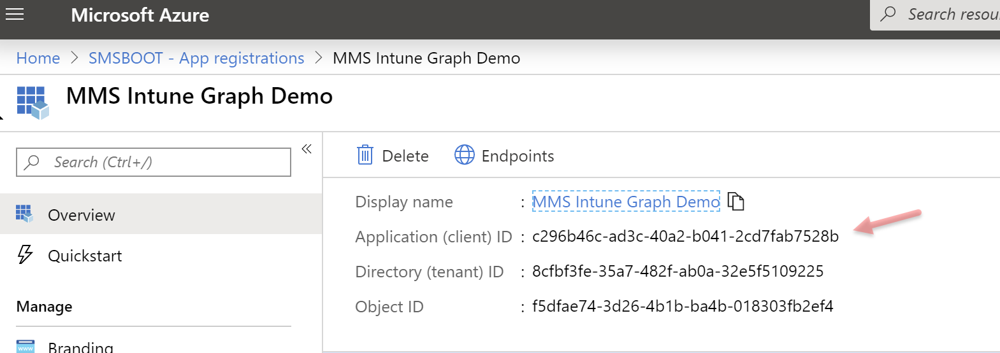 Microsoft Azure
Search resou
Home > SMSBOOT - App registrations > MMS Intune Graph Demo
MMS Intune Graph Demo
Search (Ctrl+/)
«
Delete
Endpoints
Overview
Quickstart
Manage
Branding
Display name : MMS Intune Graph Demo
Application (client) ID : c296b46c-ad3c-40a2-b041-2cd7fab7528b
Directory (tenant) ID : 8cfbf3fe-35a7-482f-ab0a-32e5f5109225
Object ID : f5dfae74-3d26-4b1b-ba4b-018303fb2ef4